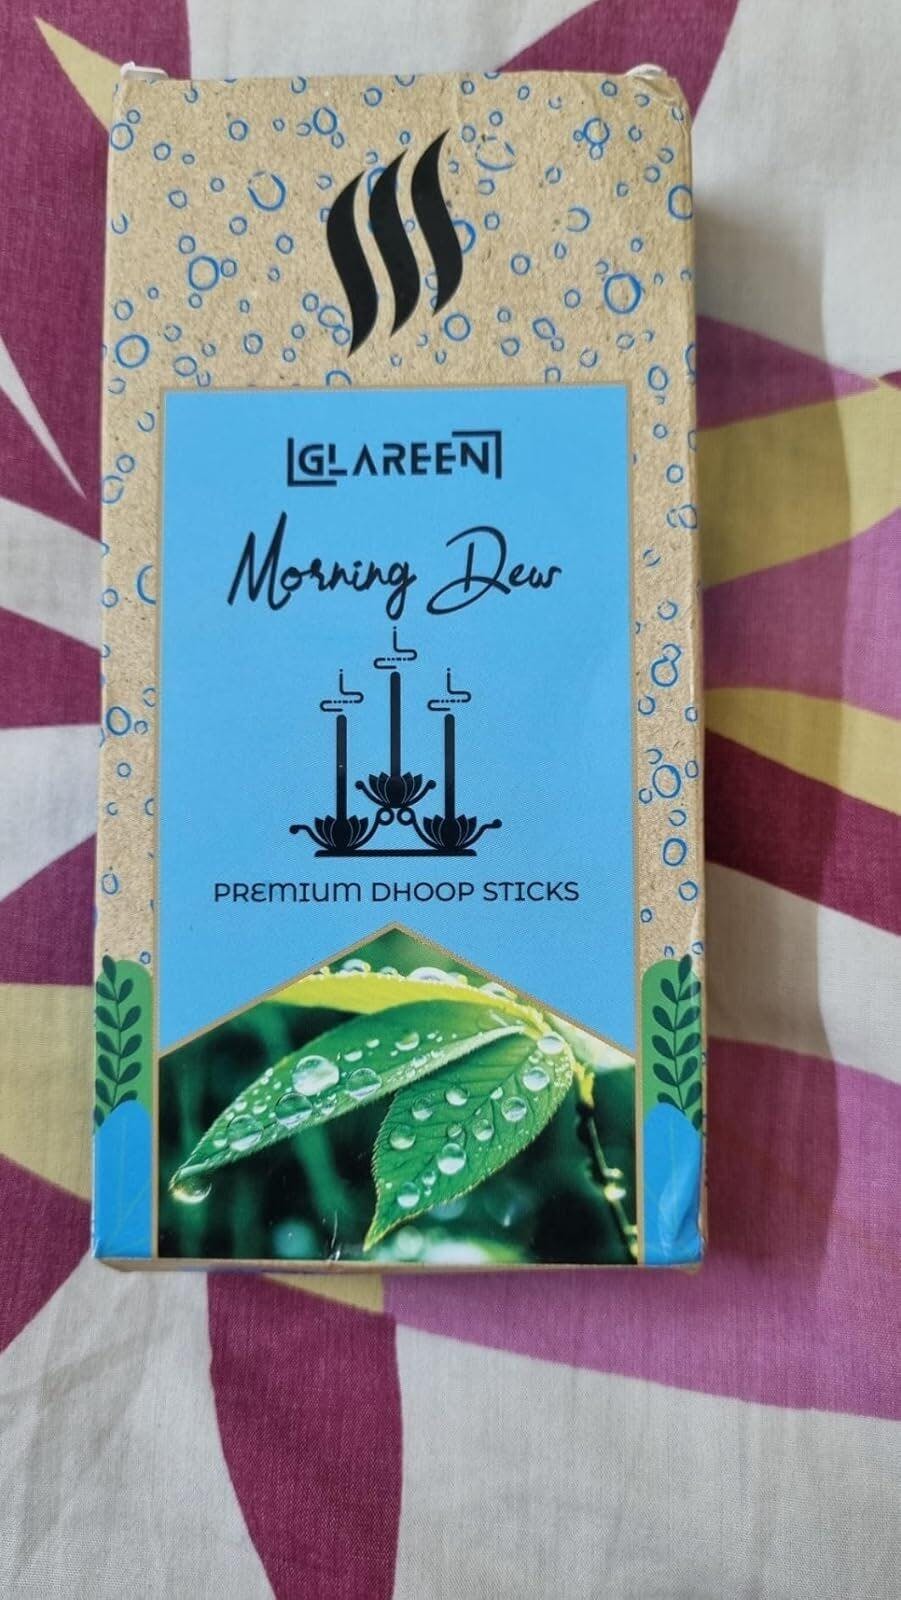 GLAREEN
Morning Dew
PREMIUM DHOOP STICKS